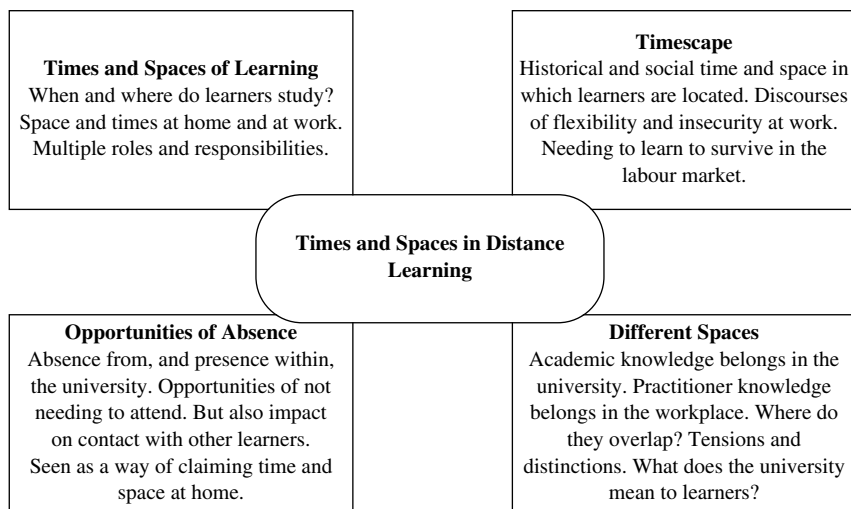 Times and Spaces of Learning
When and where do learners study?
Space and times at home and at work.
Multiple roles and responsibilities.
Timescape
Historical and social time and space in
which learners are located. Discourses
of flexibility and insecurity at work.
Needing to learn to survive in the
labour market.
Times and Spaces in Distance
Learning
Opportunities of Absence
Absence from, and presence within,
the university. Opportunities of not
needing to attend. But also impact
on contact with other learners.
Seen as a way of claiming time and
space at home.
Different Spaces
Academic knowledge belongs in the
university. Practitioner knowledge
belongs in the workplace. Where do
they overlap? Tensions and
distinctions. What does the university
mean to learners?